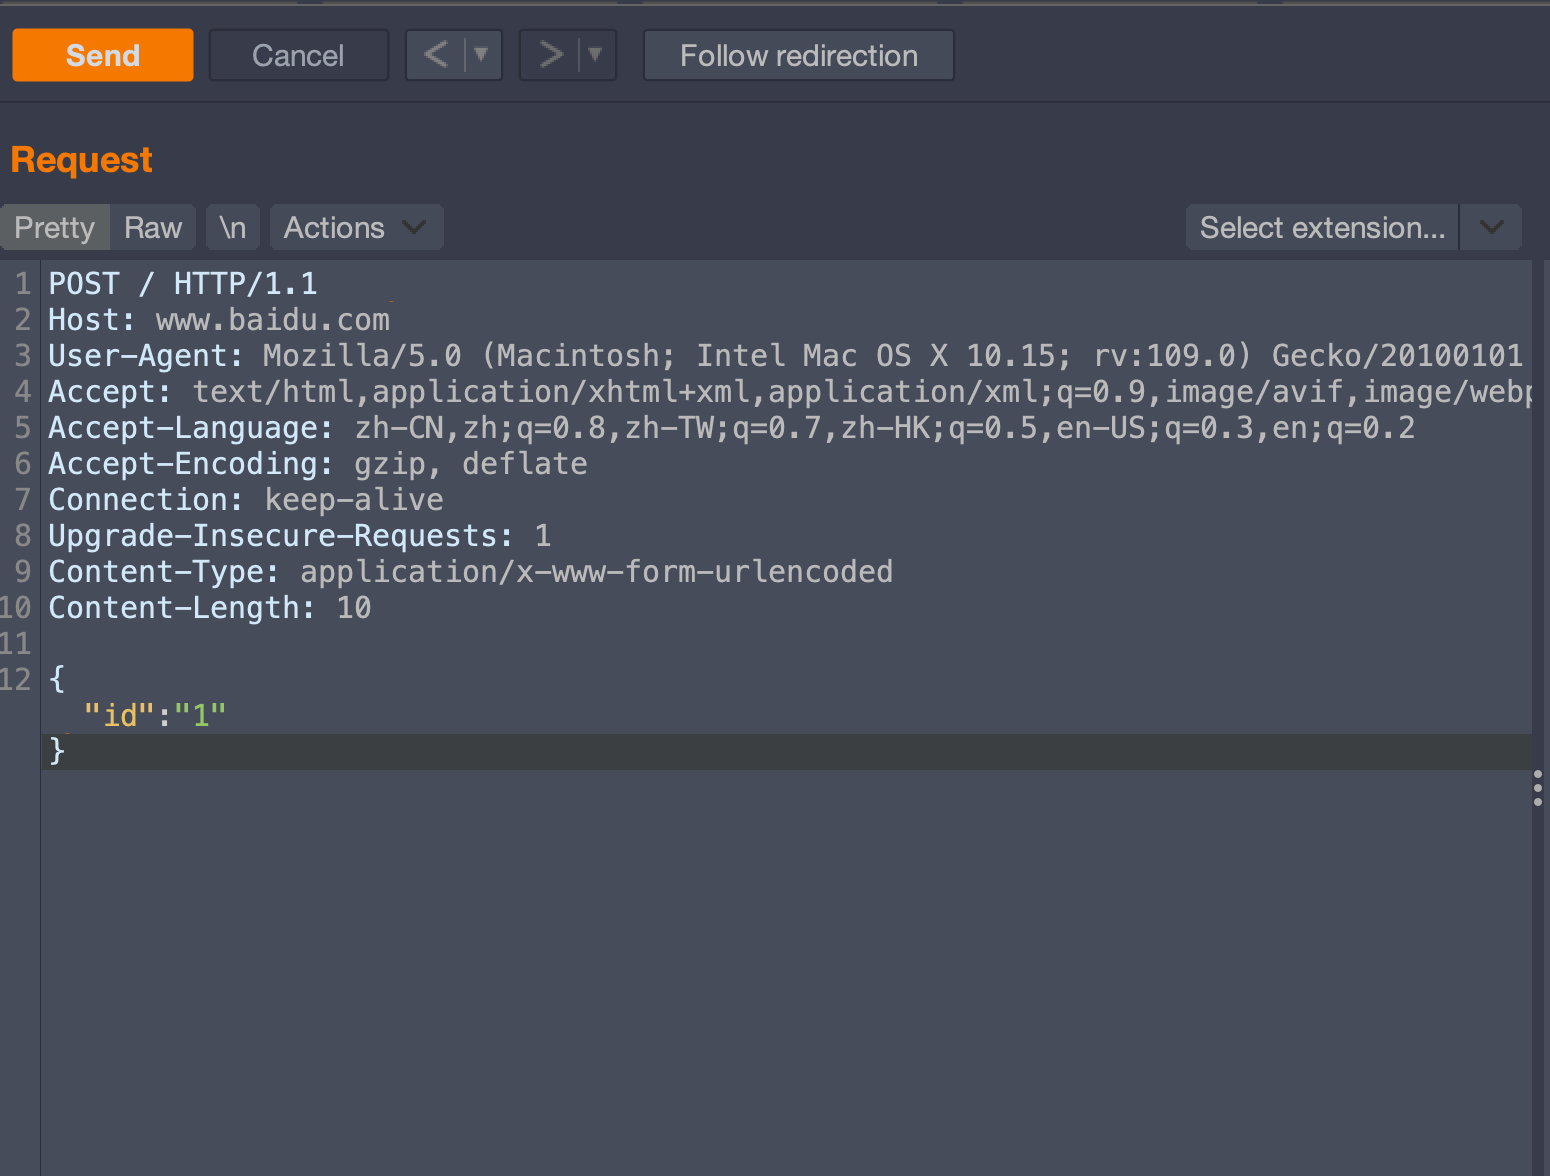 Send Cancel < ▼ > ▼ Follow redirection
Request
Pretty Raw \n Actions Select extension...
1 POST / HTTP/1.1
2 Host: www.baidu.com
3 User-Agent: Mozilla/5.0 (Macintosh; Intel Mac OS X 10.15; rv:109.0) Gecko/20100101
4 Accept: text/html,application/xhtml+xml,application/xml;q=0.9,image/avif,image/webp
5 Accept-Language: zh-CN,zh;q=0.8,zh-TW;q=0.7,zh-HK;q=0.5,en-US;q=0.3,en;q=0.2
6 Accept-Encoding: gzip, deflate
7 Connection: keep-alive
8 Upgrade-Insecure-Requests: 1
9 Content-Type: application/x-www-form-urlencoded
10 Content-Length: 10
11
12 {
"id":"1"
}